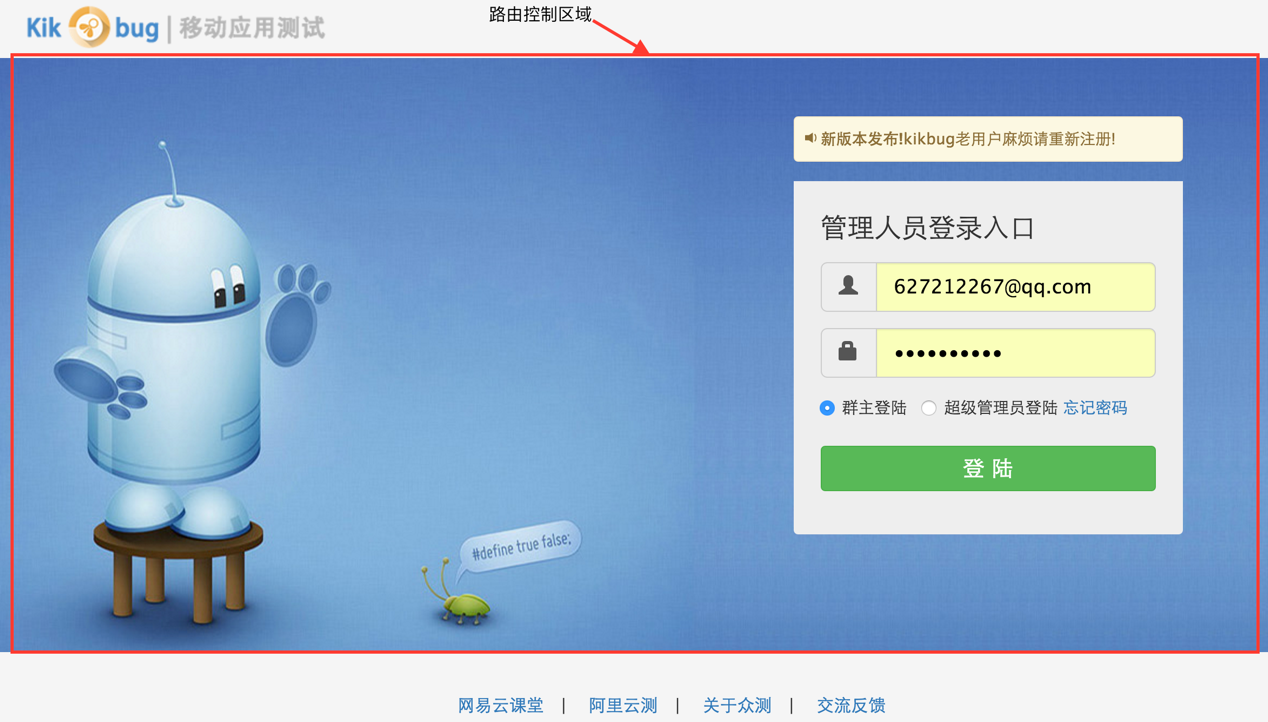 路由控制区域
Kik bug | 移动应用测试
新版本发布!kikbug老用户麻烦请重新注册!
管理人员登录入口
627212267@qq.com
••••••••••
群主登陆 超级管理员登陆 忘记密码
登 陆
#define true false;
网易云课堂 | 阿里云测 | 关于众测 | 交流反馈